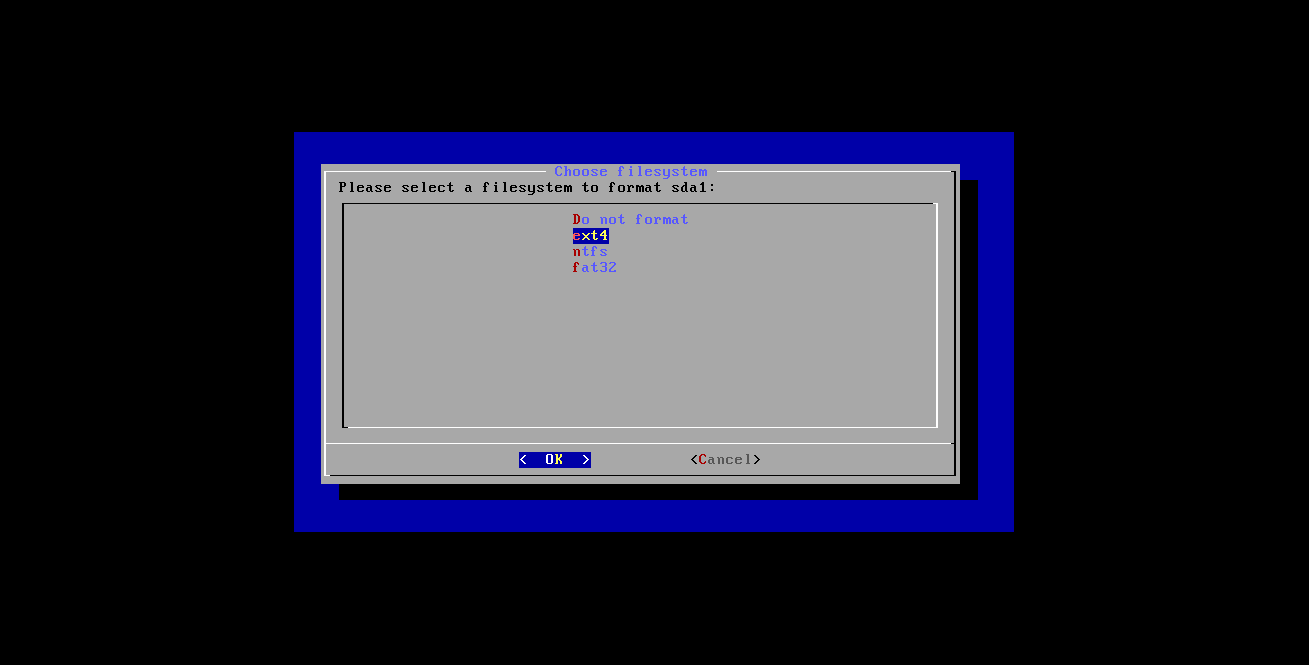 Choose filesystem
Please select a filesystem to format sda1:
Do not format
ext4
ntfs
fat32
<  OK  > <Cancel>